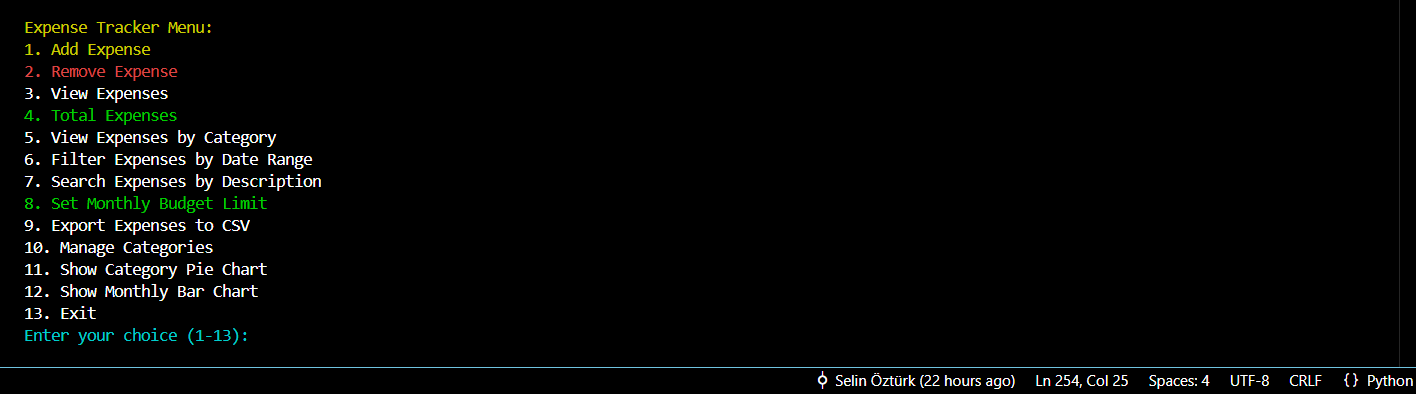 Expense Tracker Menu:
1. Add Expense
2. Remove Expense
3. View Expenses
4. Total Expenses
5. View Expenses by Category
6. Filter Expenses by Date Range
7. Search Expenses by Description
8. Set Monthly Budget Limit
9. Export Expenses to CSV
10. Manage Categories
11. Show Category Pie Chart
12. Show Monthly Bar Chart
13. Exit
Enter your choice (1-13):
Selin Öztürk (22 hours ago) Ln 254, Col 25 Spaces: 4 UTF-8 CRLF {} Python